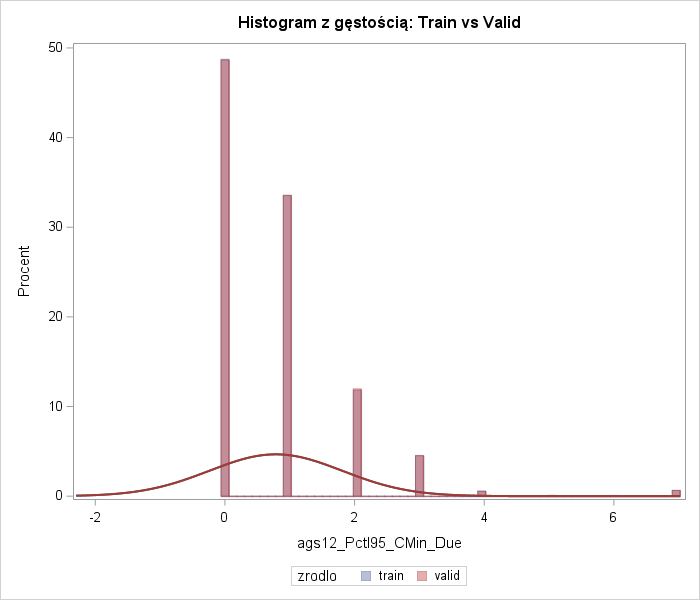 Histogram z gęstością: Train vs Valid
50
40
30
20
10
0
Procent
-2 0 2 4 6
ags12_Pctl95_CMin_Due
zrodlo train valid